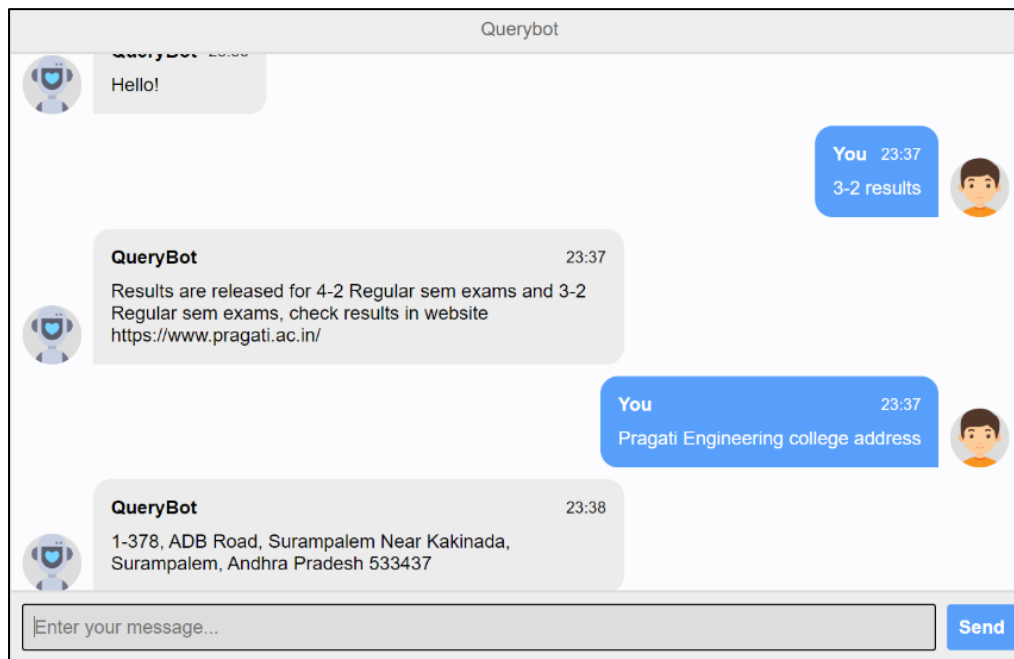 Querybot
Hello!
You 23:37
3-2 results
QueryBot 23:37
Results are released for 4-2 Regular sem exams and 3-2
Regular sem exams, check results in website
https://www.pragati.ac.in/
You 23:37
Pragati Engineering college address
QueryBot 23:38
1-378, ADB Road, Surampalem Near Kakinada,
Surampalem, Andhra Pradesh 533437
Enter your message...
Send